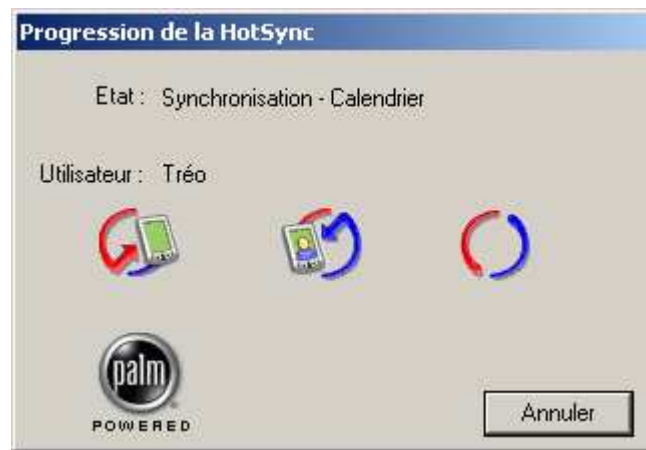 Progression de la HotSync
Etat : Synchronisation - Calendrier
Utilisateur : Tréo
palm
POWERED
Annuler